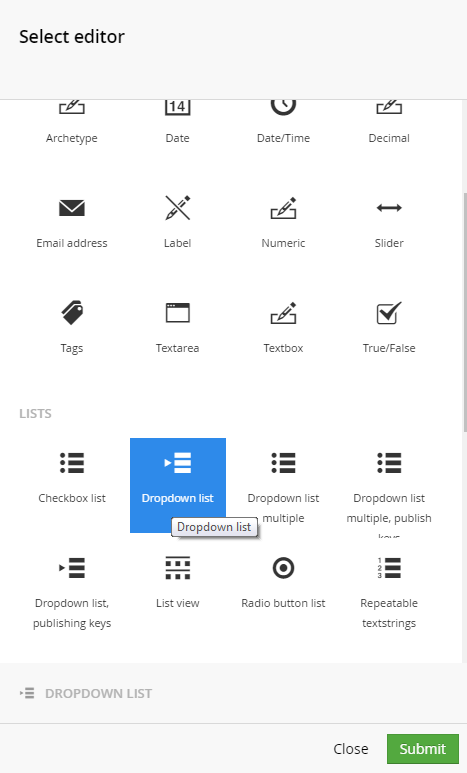 Select editor
14
Archetype Date Date/Time Decimal
Email address Label Numeric Slider
Tags Textarea Textbox True/False
LISTS
Checkbox list Dropdown list Dropdown list Dropdown list
multiple multiple, publish
keys
Dropdown list
1
2
3
Dropdown list, List view Radio button list Repeatable
publishing keys textstrings
DROPDOWN LIST
Close Submit